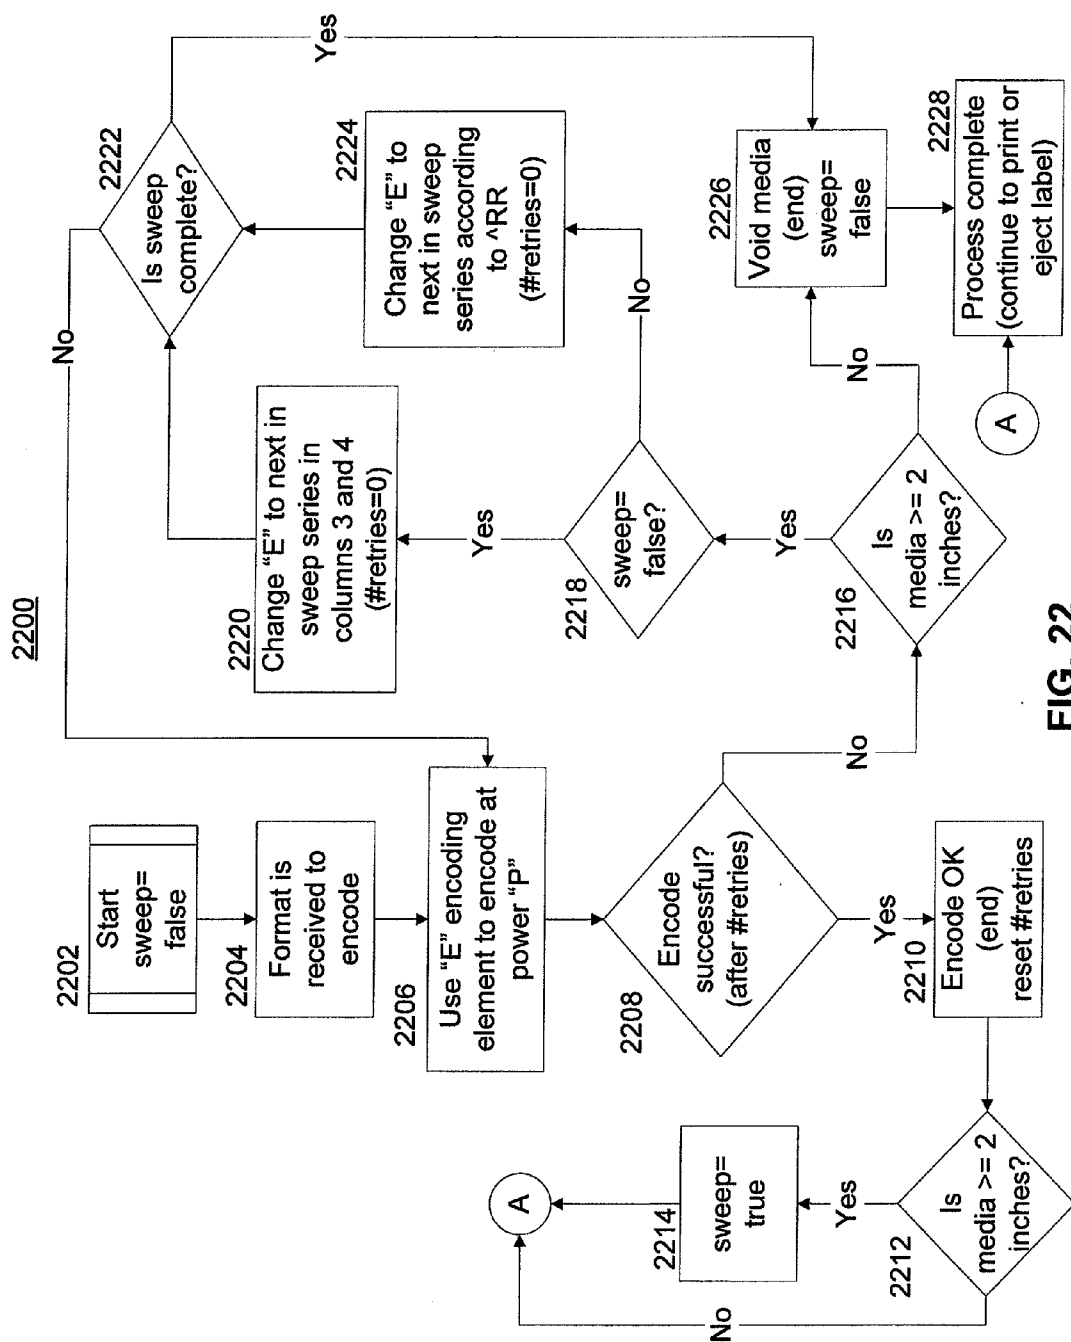 2200
2202
Start
sweep=
false
2204
Format is
received to
encode
2206
Use "E" encoding
element to encode at
power "P"
2208
Encode
successful?
(after #retries)
Yes
No
2210
Encode OK
(end)
reset #retries
2212
Is
media >= 2
inches?
No
Yes
2214
sweep=
true
A
2216
Is
media >= 2
inches?
Yes
No
2218
sweep=
false?
Yes
No
2220
Change "E" to next in
sweep series in
columns 3 and 4
(#retries=0)
2222
Is sweep
complete?
No
Yes
2224
Change "E" to
next in sweep
series according
to ^RR
(#retries=0)
2226
Void media
(end)
sweep=
false
2228
Process complete
(continue to print or
eject label)
A
FIG. 22